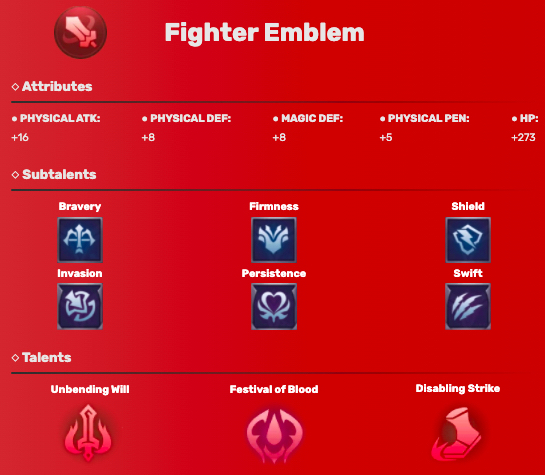 Fighter Emblem
◇ Attributes
● PHYSICAL ATK: ● PHYSICAL DEF: ● MAGIC DEF: ● PHYSICAL PEN: ● HP:
+16 +8 +8 +5 +273
◇ Subtalents
Bravery Firmness Shield
Invasion Persistence Swift
◇ Talents
Unbending Will Festival of Blood Disabling Strike